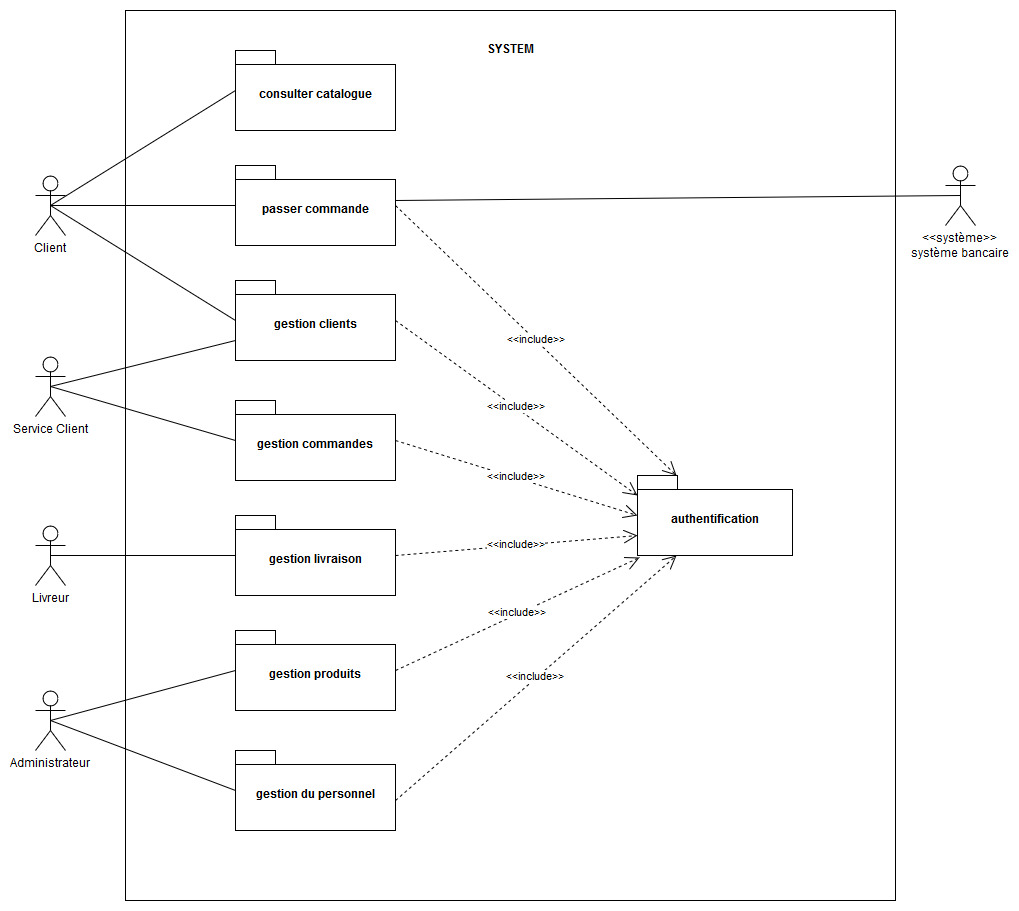 SYSTEM
consulter catalogue
passer commande
Client
<<système>>
système bancaire
gestion clients
<<include>>
<<include>>
Service Client
gestion commandes
<<include>>
authentification
<<include>>
gestion livraison
Livreur
<<include>>
gestion produits
<<include>>
Administrateur
gestion du personnel